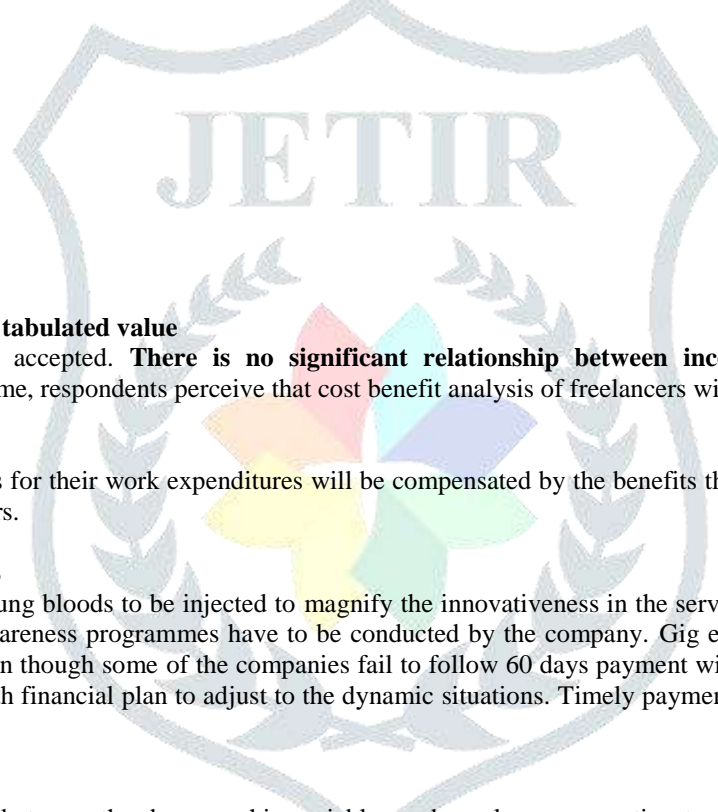 JETIR
tabulated value
accepted. There is no significant relationship between inc
me, respondents perceive that cost benefit analysis of freelancers wi
s for their work expenditures will be compensated by the benefits th
rs.
ung bloods to be injected to magnify the innovativeness in the serv
areness programmes have to be conducted by the company. Gig e
n though some of the companies fail to follow 60 days payment wi
th financial plan to adjust to the dynamic situations. Timely paymen